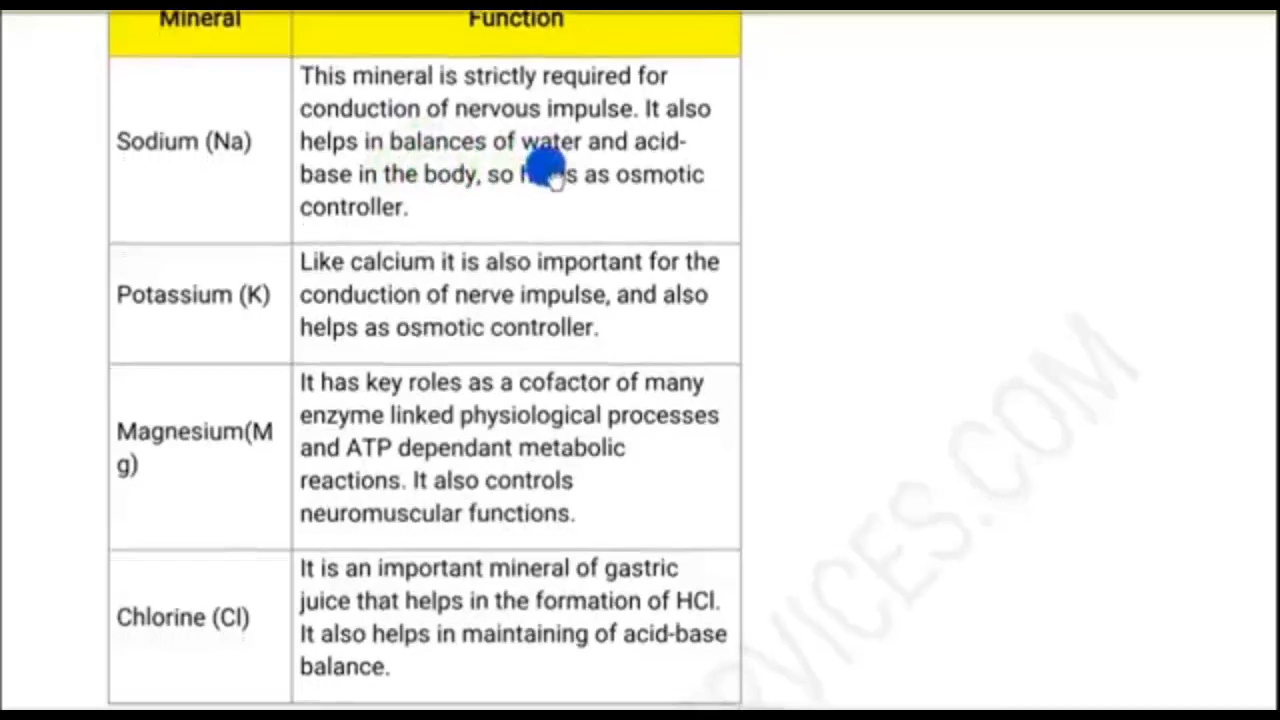 Mineral
Function
Sodium (Na)
This mineral is strictly required for
conduction of nervous impulse. It also
helps in balances of water and acid-
base in the body, so as osmotic
controller.
Potassium (K)
Like calcium it is also important for the
conduction of nerve impulse, and also
helps as osmotic controller.
Magnesium(M
g)
It has key roles as a cofactor of many
enzyme linked physiological processes
and ATP dependant metabolic
reactions. It also controls
neuromuscular functions.
Chlorine (Cl)
It is an important mineral of gastric
juice that helps in the formation of HCl.
It also helps in maintaining of acid-base
balance.